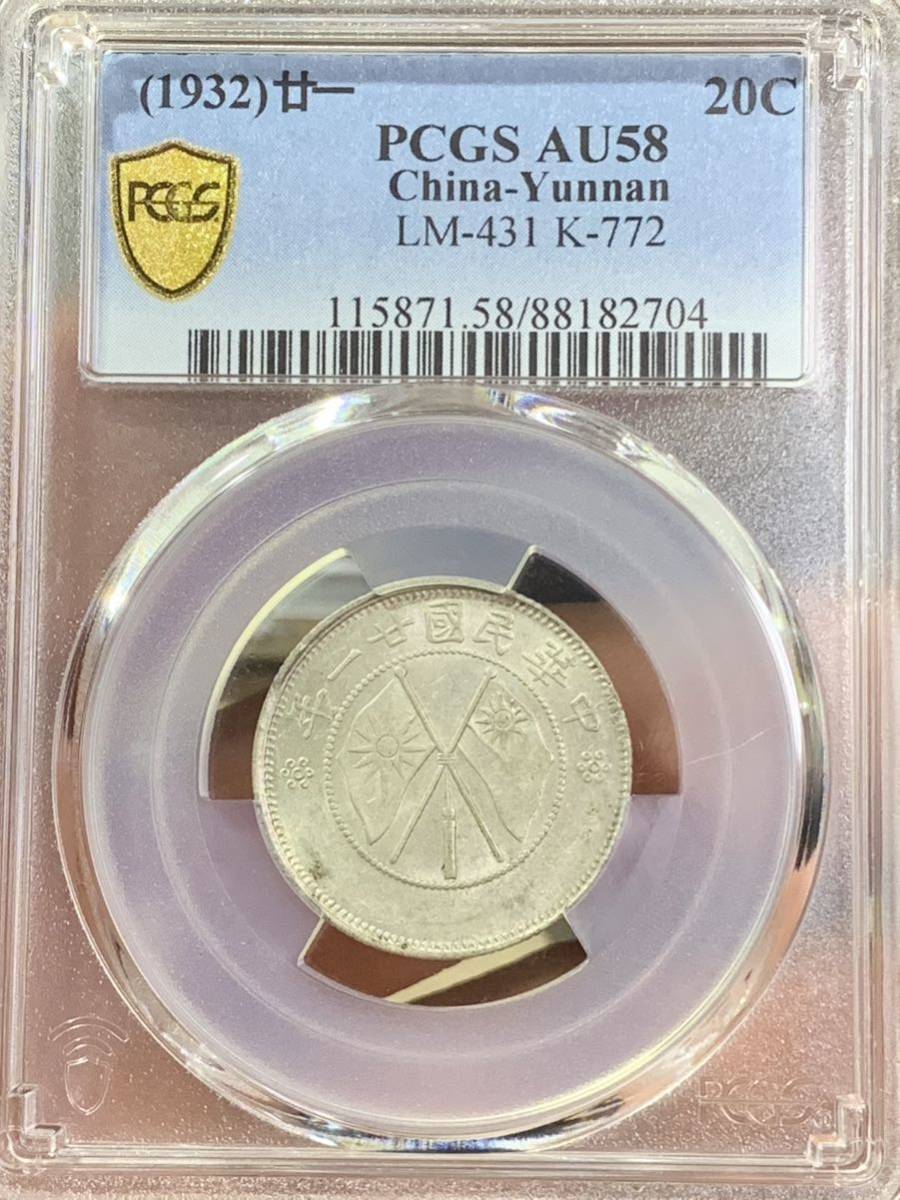 (1932)廿一 20C
PCGS AU58
China-Yunnan
LM-431 K-772
PCGS
115871.58/88182704
中華民國廿一年
PCGS